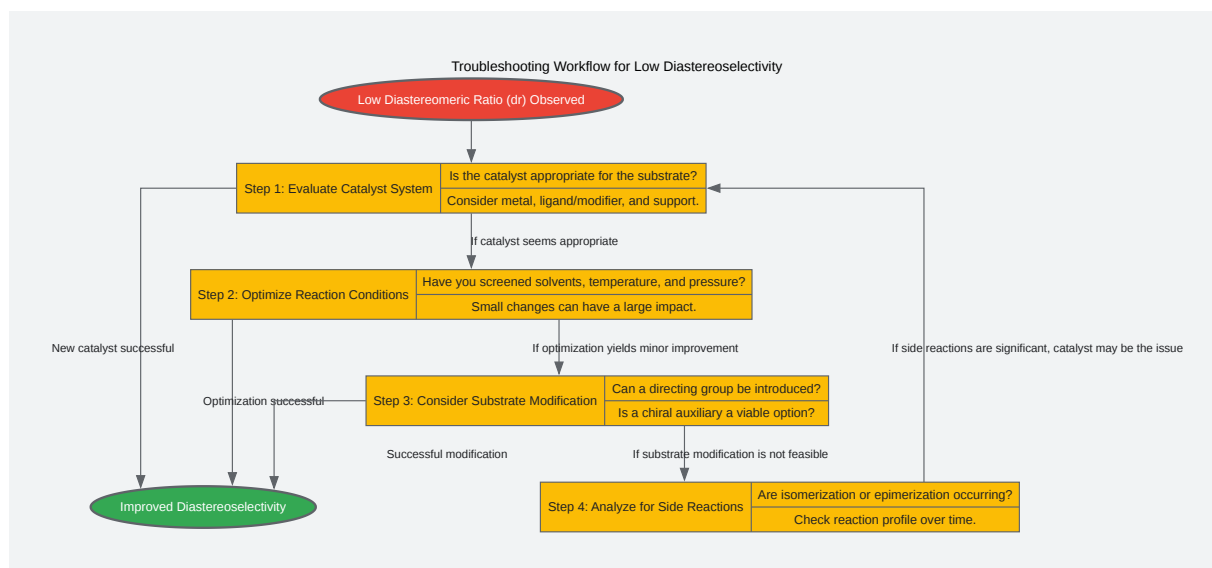 Troubleshooting Workflow for Low Diastereoselectivity
Low Diastereomeric Ratio (dr) Observed
Step 1: Evaluate Catalyst System
Is the catalyst appropriate for the substrate?
Consider metal, ligand/modifier, and support.
If catalyst seems appropriate
Step 2: Optimize Reaction Conditions
Have you screened solvents, temperature, and pressure?
Small changes can have a large impact.
New catalyst successful
If optimization yields minor improvement
If side reactions are significant, catalyst may be the issue
Optimization successful
Step 3: Consider Substrate Modification
Can a directing group be introduced?
Is a chiral auxiliary a viable option?
Successful modification
If substrate modification is not feasible
Improved Diastereoselectivity
Step 4: Analyze for Side Reactions
Are isomerization or epimerization occurring?
Check reaction profile over time.